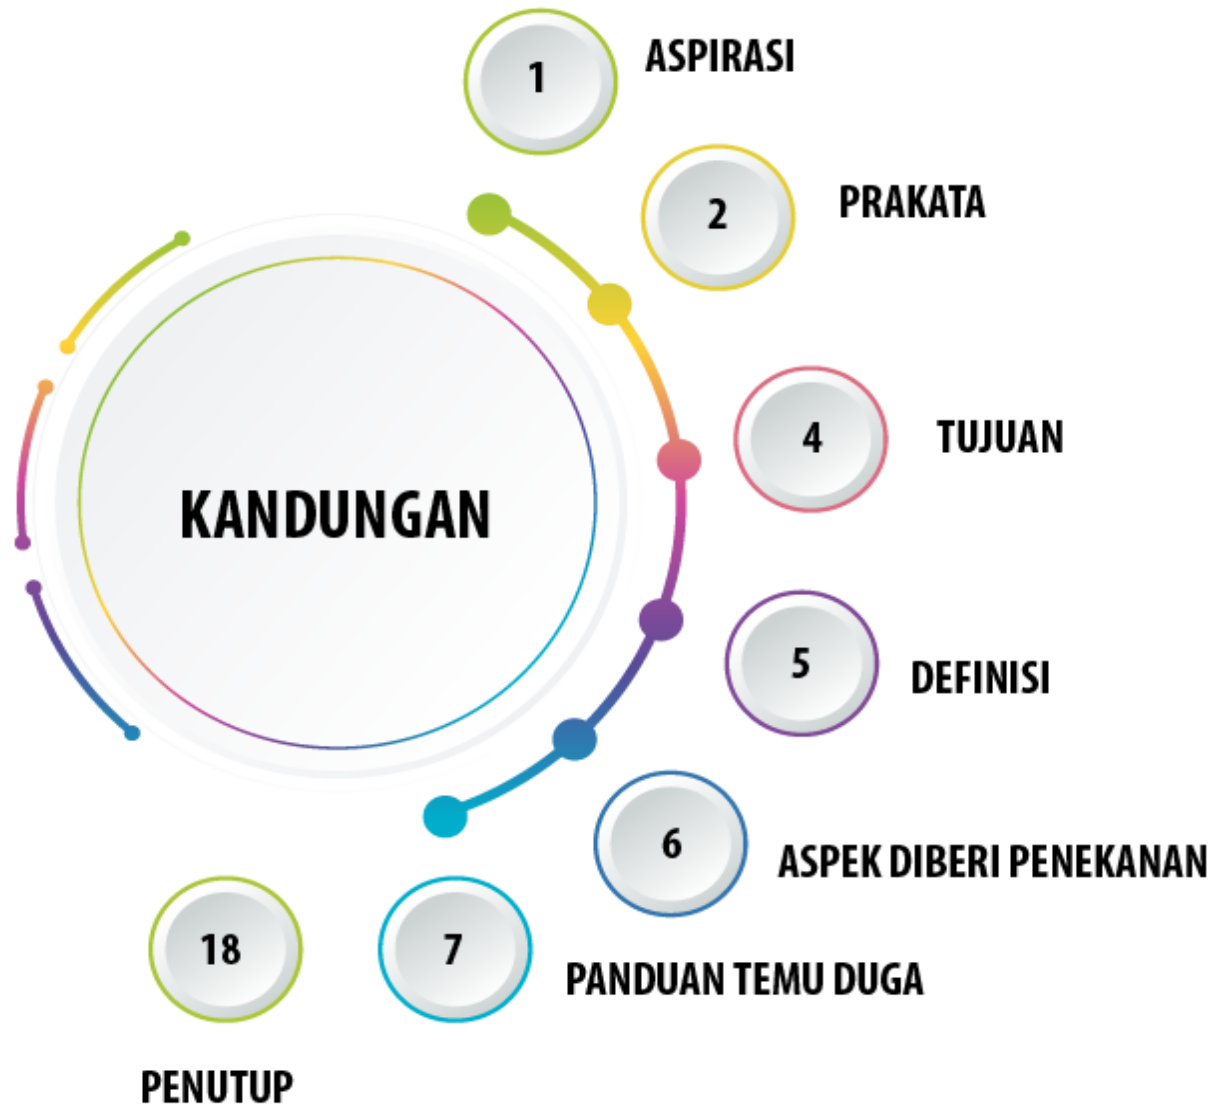 1
ASPIRASI
2
PRAKATA
4
TUJUAN
KANDUNGAN
5
DEFINISI
6
ASPEK DIBERI PENEKANAN
7
PANDUAN TEMU DUGA
18
PENUTUP